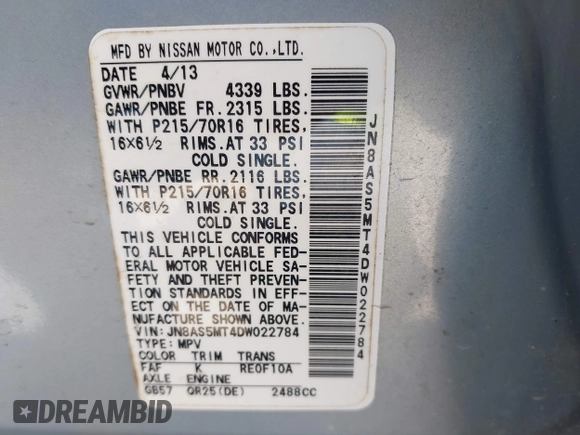 MFD BY NISSAN MOTOR CO.,LTD.
DATE 4/13
GVWR/PNBV 4339 LBS.
GAWR/PNBE FR. 2315 LBS.
WITH P215/70R16 TIRES,
16×6½ RIMS. AT 33 PSI
COLD SINGLE.
GAWR/PNBE RR. 2116 LBS.
WITH P215/70R16 TIRES,
16×6½ RIMS. AT 33 PSI
COLD SINGLE.
THIS VEHICLE CONFORMS
TO ALL APPLICABLE FED-
ERAL MOTOR VEHICLE SA-
FETY AND THEFT PREVEN-
TION STANDARDS IN EFF-
ECT ON THE DATE OF MA-
NUFACTURE SHOWN ABOVE.
VIN: JN8AS5MT4DW022784
TYPE: MPV
COLOR TRIM TRANS
FAF K RE0F10A
AXLE ENGINE
GB57 QR25(DE) 2488CC
JN8AS5MT4DW022784
DREAMBID